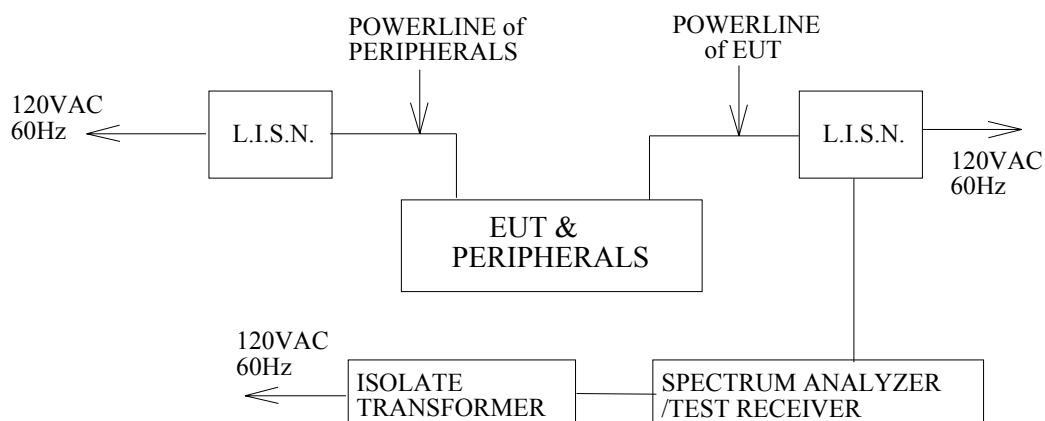 POWERLINE of
PERIPHERALS
POWERLINE
of EUT
120VAC
60Hz
L.I.S.N.
L.I.S.N.
120VAC
60Hz
EUT &
PERIPHERALS
120VAC
60Hz
ISOLATE
TRANSFORMER
SPECTRUM ANALYZER
/TEST RECEIVER